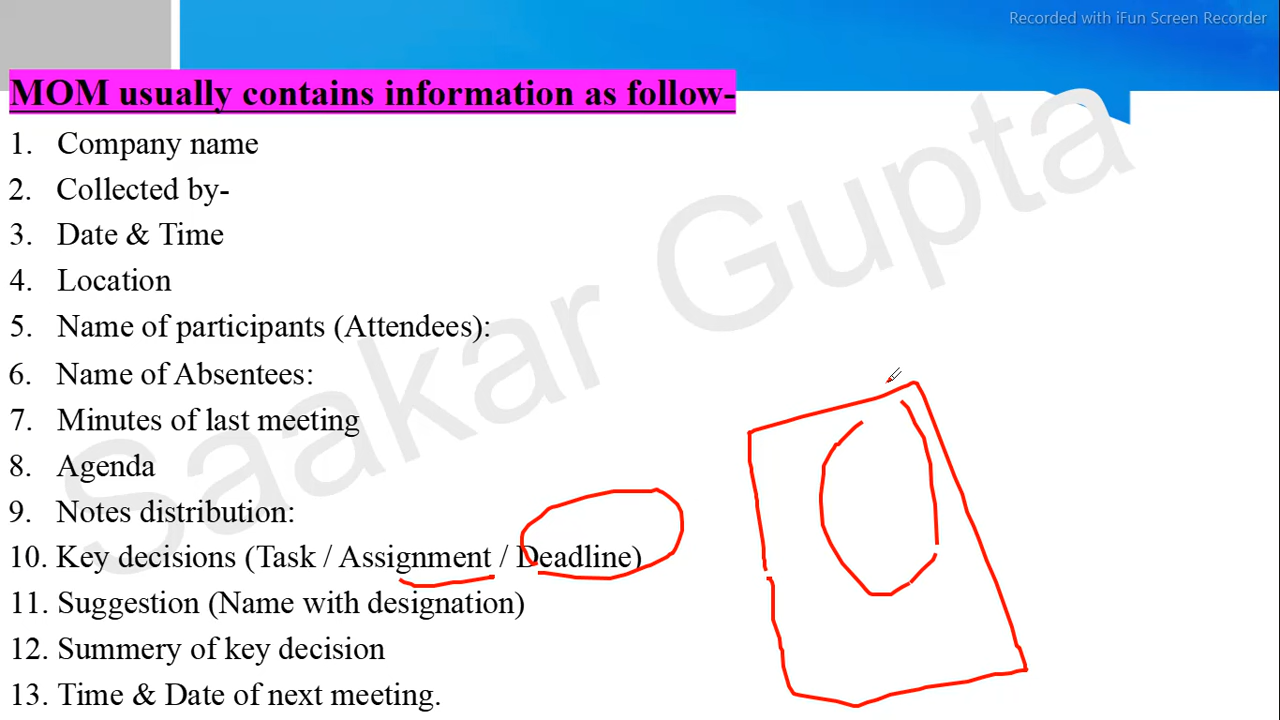 Recorded with iFun Screen Recorder
MOM usually contains information as follow-
1. Company name
2. Collected by-
3. Date & Time
4. Location
5. Name of participants (Attendees):
6. Name of Absentees:
7. Minutes of last meeting
8. Agenda
9. Notes distribution:
10. Key decisions (Task / Assignment / Deadline)
11. Suggestion (Name with designation)
12. Summery of key decision
13. Time & Date of next meeting.
Saakar Gupta